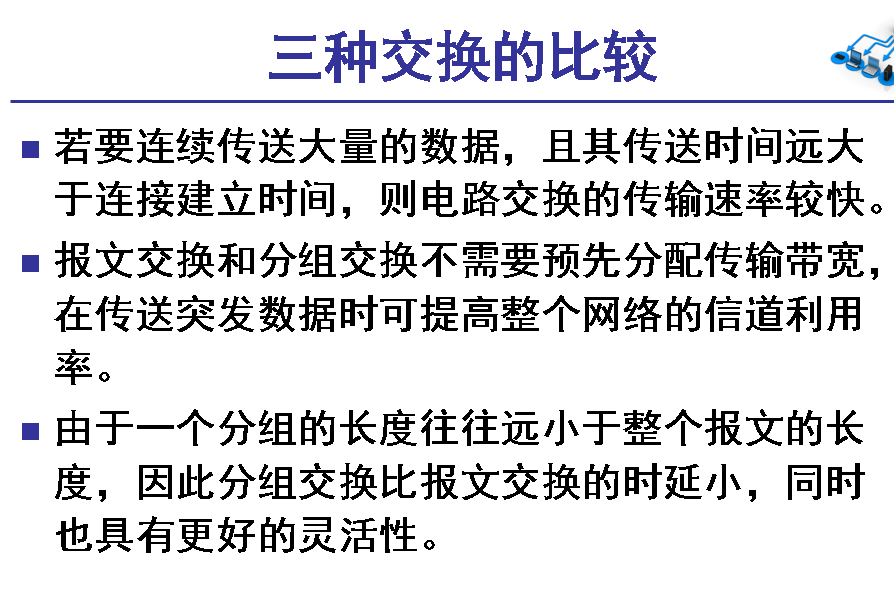 三种交换的比较
若要连续传送大量的数据，且其传送时间远大
于连接建立时间，则电路交换的传输速率较快。
报文交换和分组交换不需要预先分配传输带宽，
在传送突发数据时可提高整个网络的信道利用
率。
由于一个分组的长度往往远小于整个报文的长
度，因此分组交换比报文交换的时延小，同时
也具有更好的灵活性。